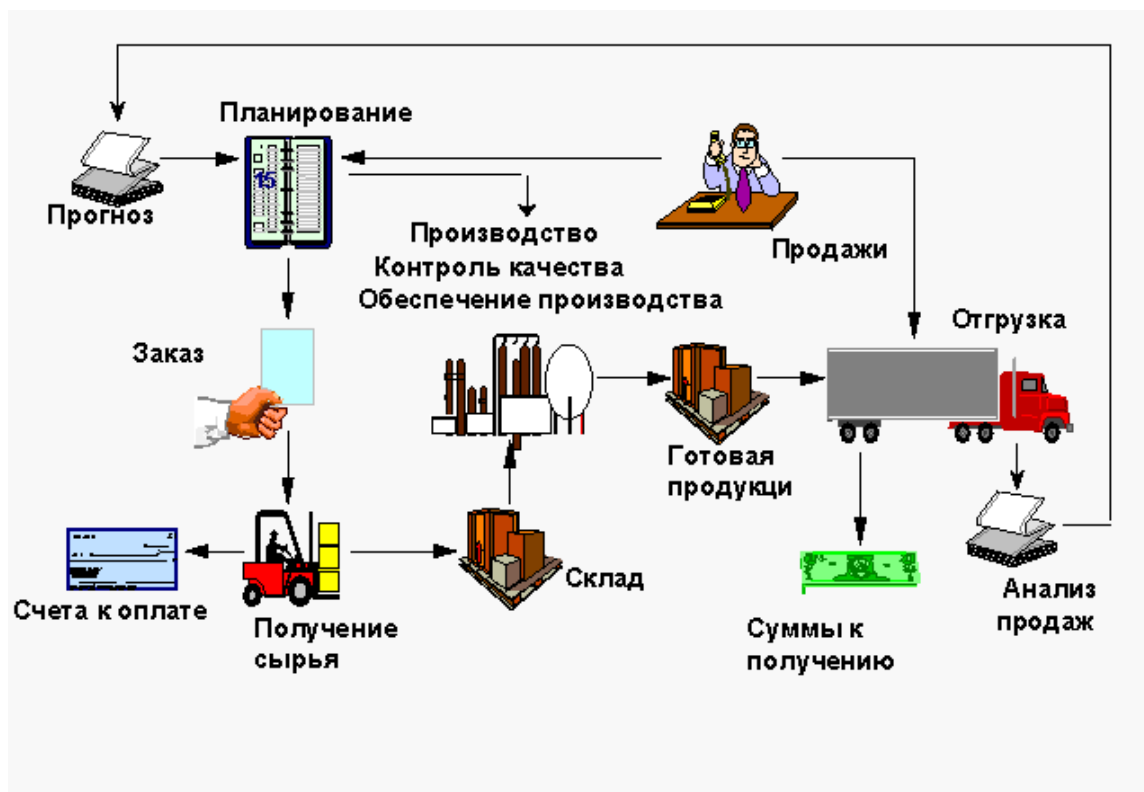 Планирование
15
Прогноз
Производство
Контроль качества
Обеспечение производства
Продажи
Отгрузка
Заказ
Готовая
продукци
Склад
Счета к оплате
Получение
сырья
Суммы к
получению
Анализ
продаж